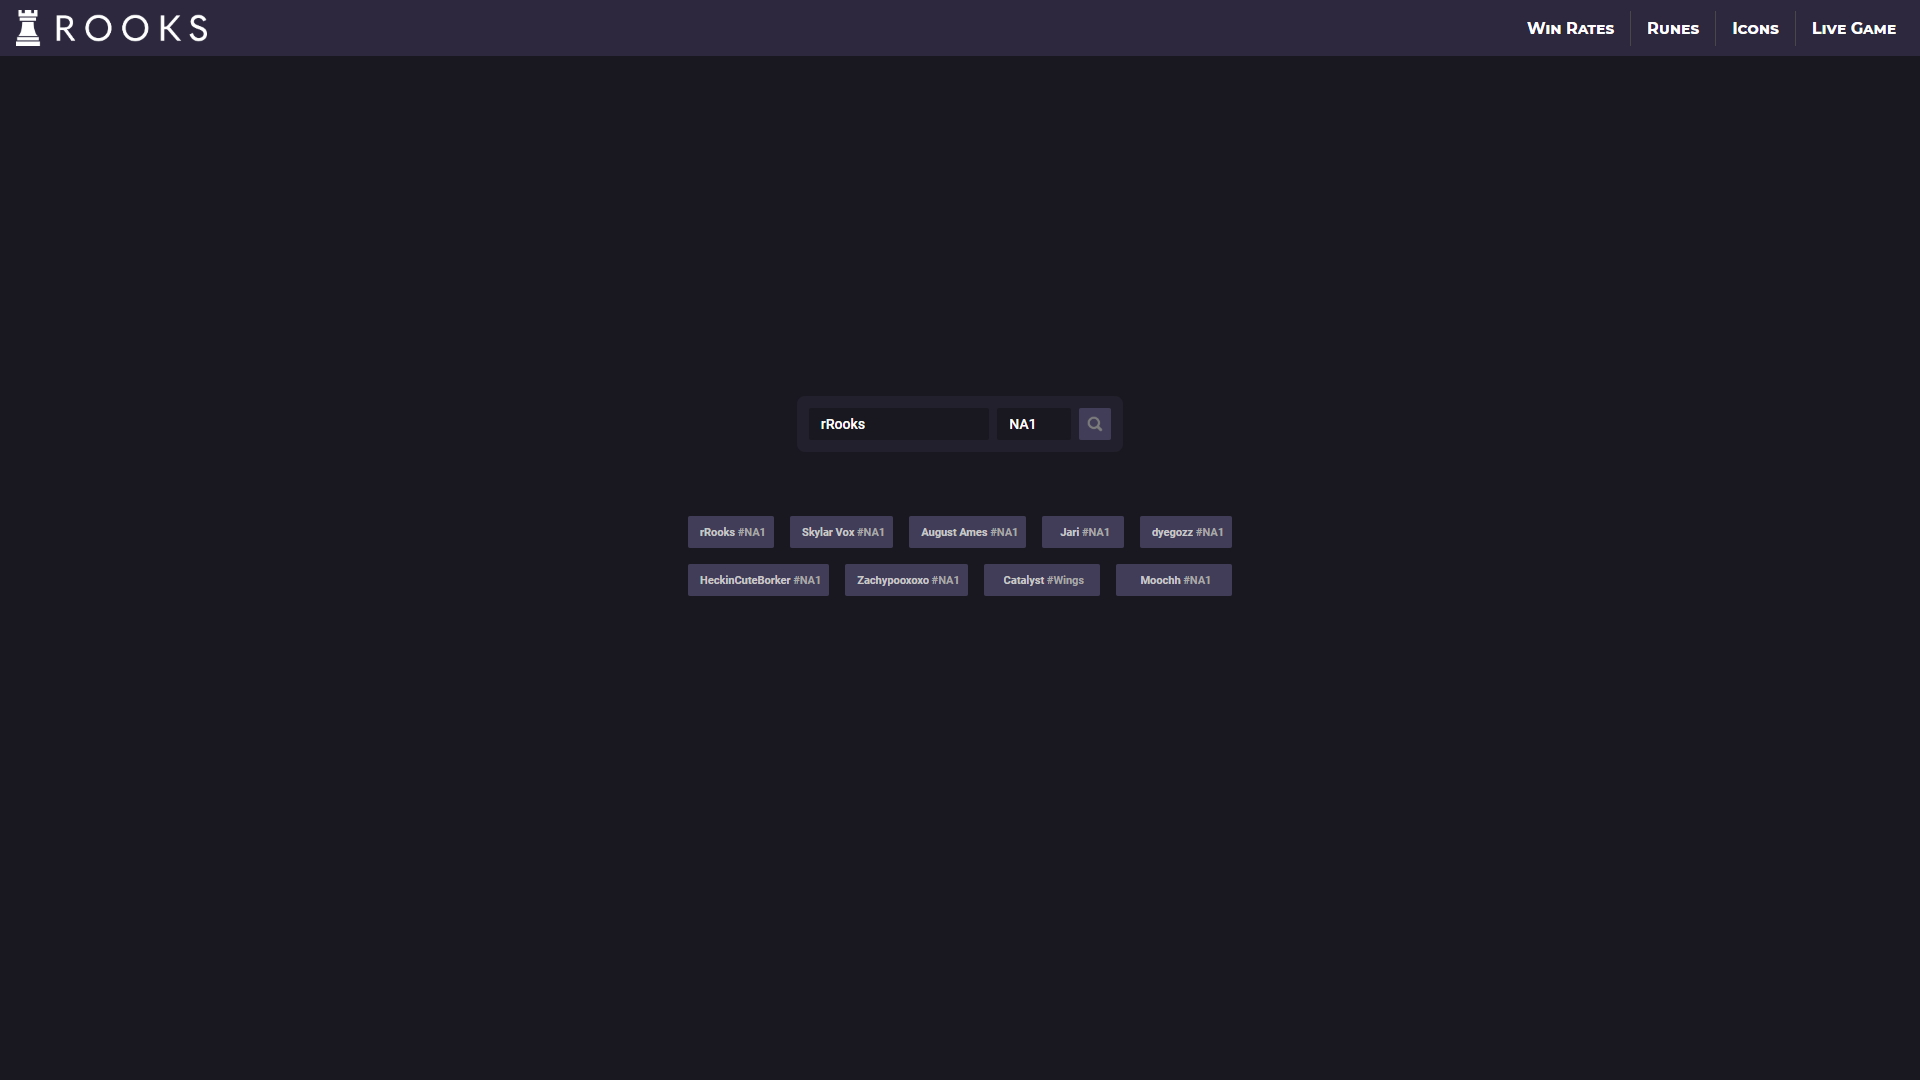 ROOKS
Win Rates
Runes
Icons
Live Game
rRooks
NA1
rRooks #NA1
Skylar Vox #NA1
August Ames #NA1
Jari #NA1
dyegozz #NA1
HeckinCuteBorker #NA1
Zachypooxoxo #NA1
Catalyst #Wings
Moochh #NA1